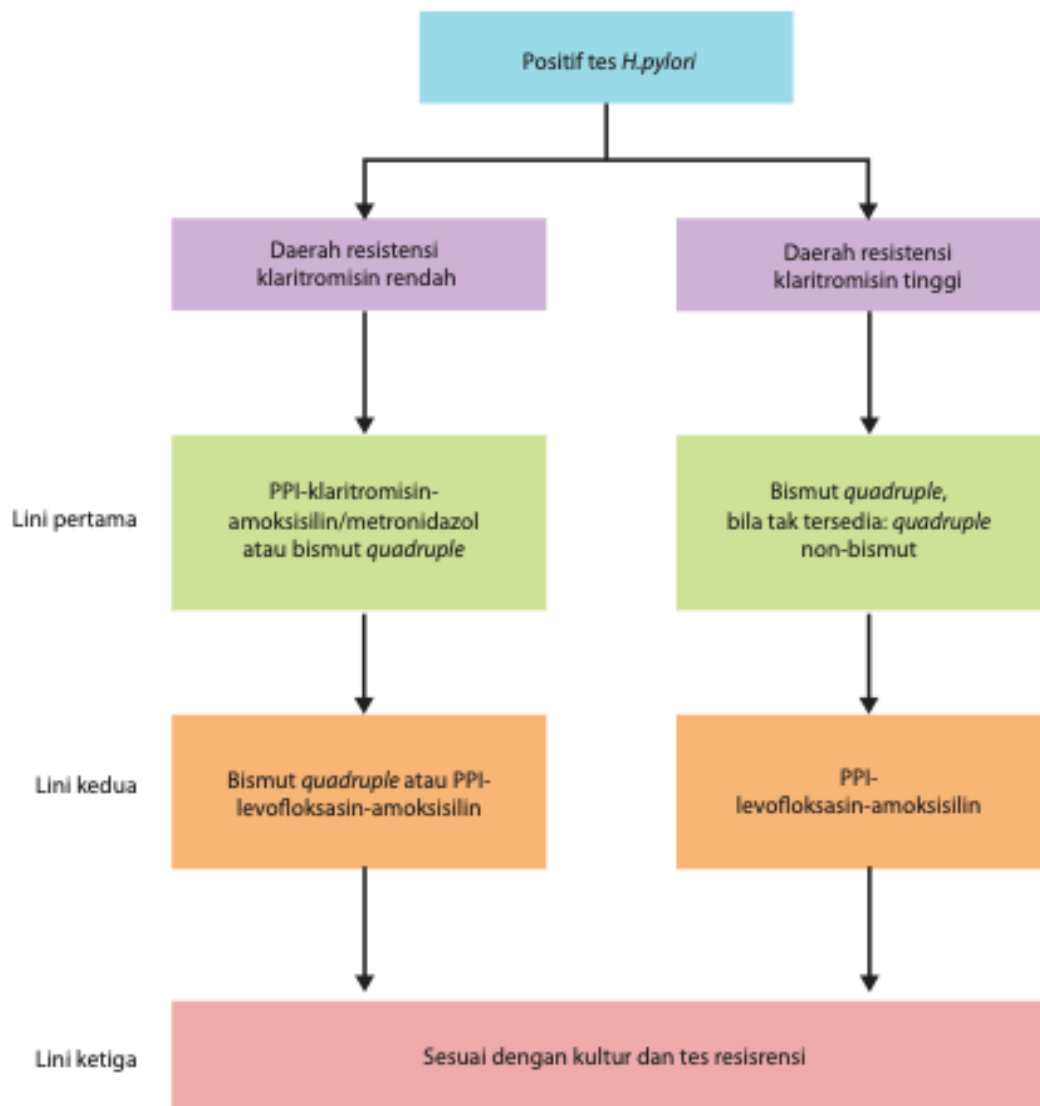 Positif tes H.pylori
Daerah resistensi
klaritromisin rendah
Daerah resistensi
klaritromisin tinggi
Lini pertama
PPI-klaritromisin-
amoksisilin/metronidazol
atau bismut quadruple
Bismut quadruple,
bila tak tersedia: quadruple
non-bismut
Lini kedua
Bismut quadruple atau PPI-
levofloksasin-amoksisilin
PPI-
levofloksasin-amoksisilin
Lini ketiga
Sesuai dengan kultur dan tes resisrensi